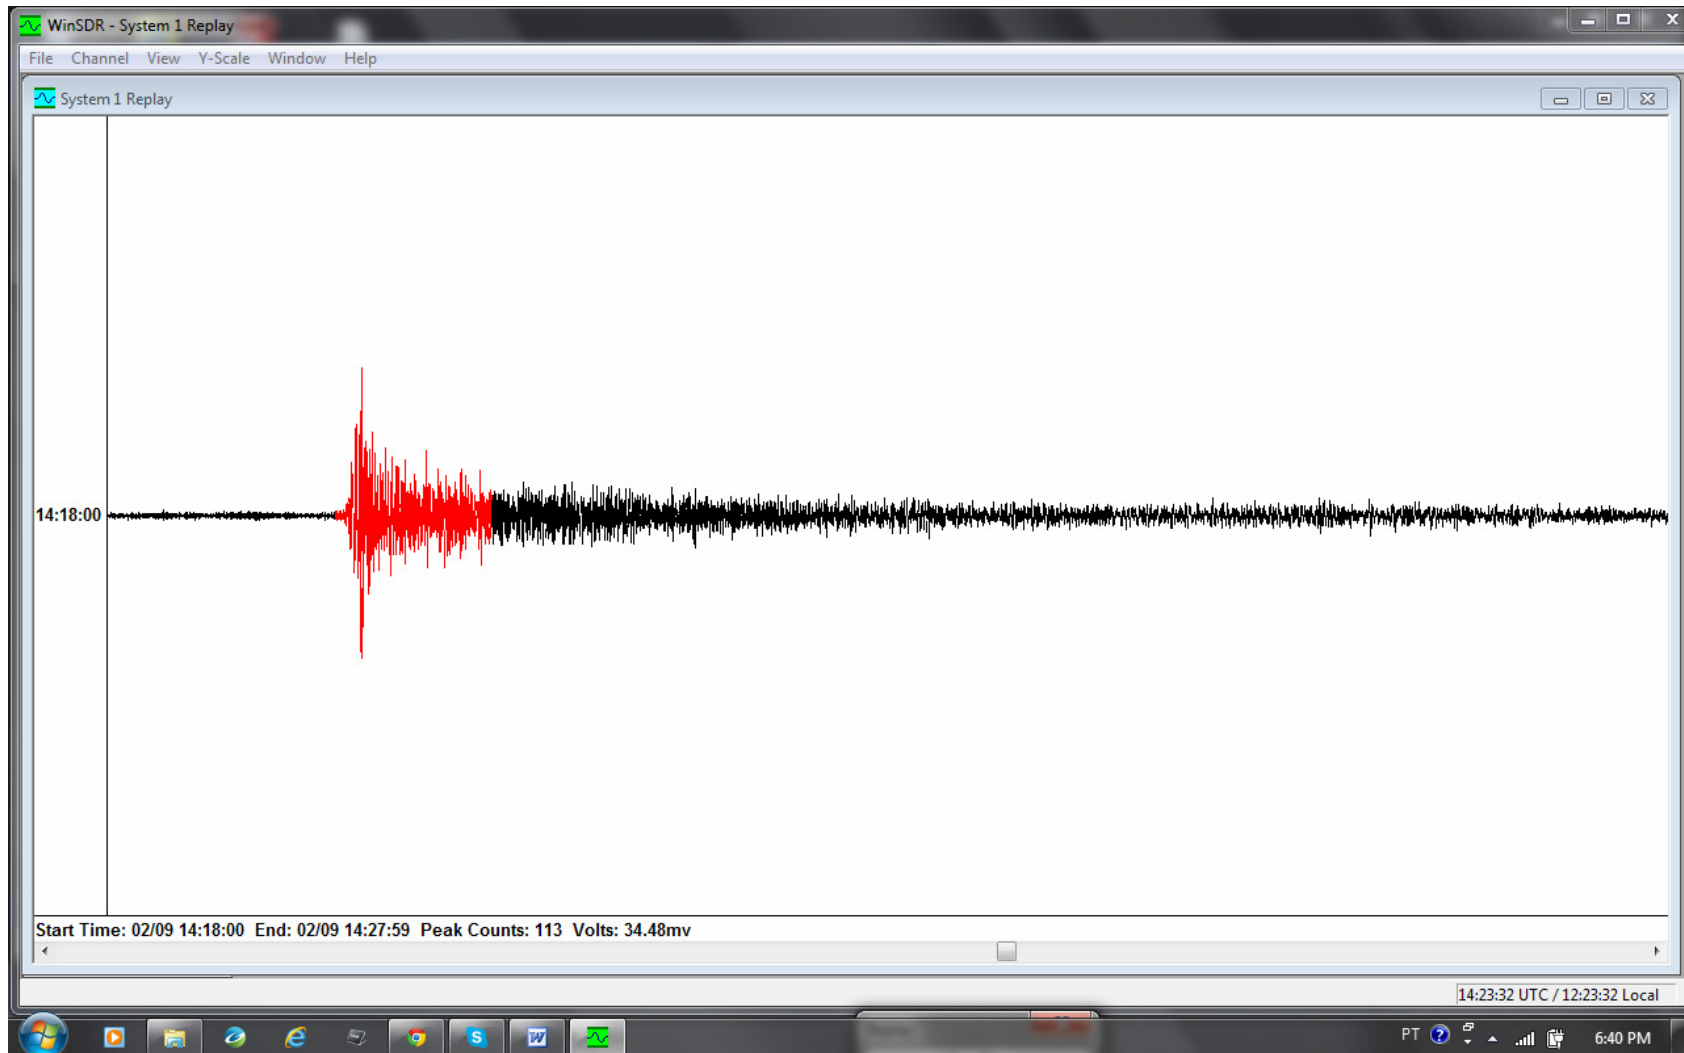 WinSDR - System 1 Replay
File Channel View Y-Scale Window Help
System 1 Replay
14:18:00
Start Time: 02/09 14:18:00 End: 02/09 14:27:59 Peak Counts: 113 Volts: 34.48mv
14:23:32 UTC / 12:23:32 Local
PT 6:40 PM